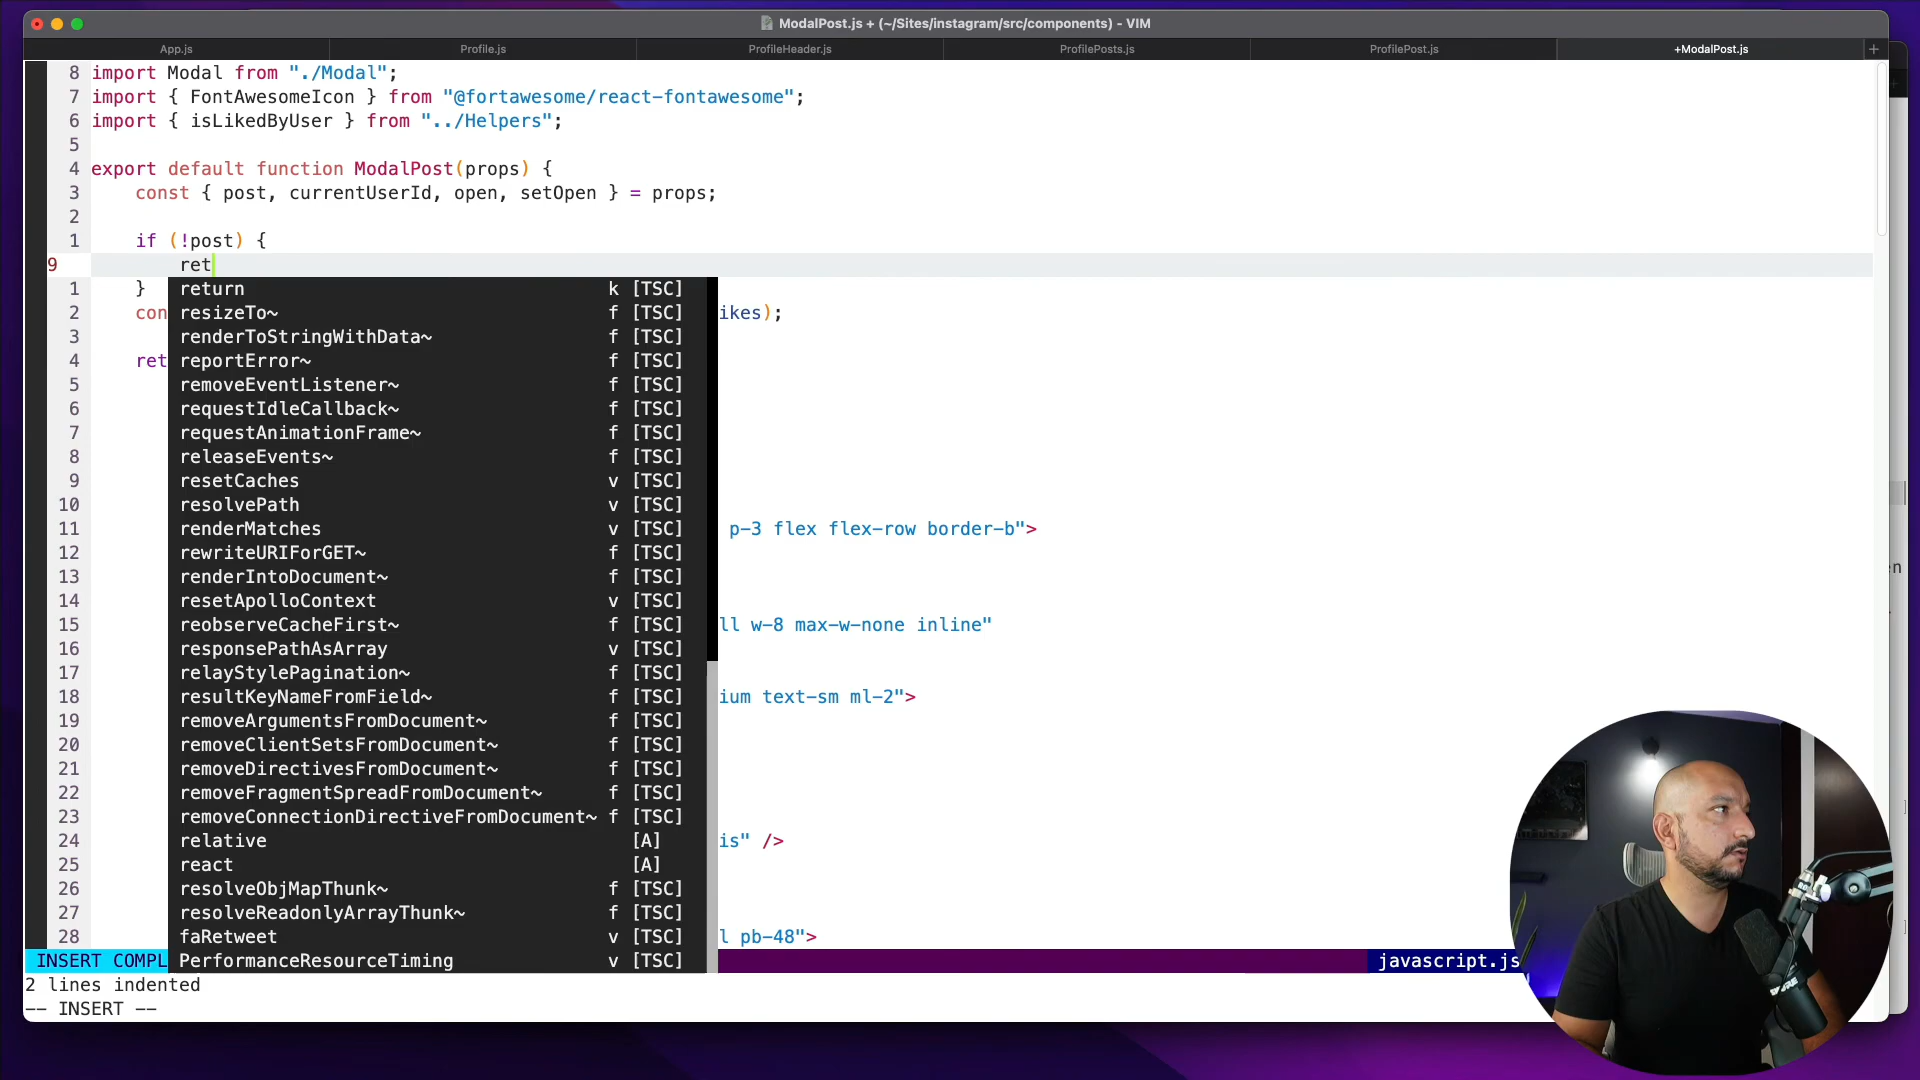 ModalPost.js + (~/Sites/instagram/src/components) - VIM
App.js Profile.js ProfileHeader.js ProfilePosts.js ProfilePost.js +ModalPost.js +
8 import Modal from "./Modal";
7 import { FontAwesomeIcon } from "@fortawesome/react-fontawesome";
6 import { isLikedByUser } from "../Helpers";
5
4 export default function ModalPost(props) {
3 const { post, currentUserId, open, setOpen } = props;
2
1 if (!post) {
9 ret
1 } return k [TSC]
2 con resizeTo~ f [TSC] ikes);
3 renderToStringWithData~ f [TSC]
4 ret reportError~ f [TSC]
5 removeEventListener~ f [TSC]
6 requestIdleCallback~ f [TSC]
7 requestAnimationFrame~ f [TSC]
8 releaseEvents~ f [TSC]
9 resetCaches v [TSC]
10 resolvePath v [TSC]
11 renderMatches v [TSC] p-3 flex flex-row border-b">
12 rewriteURIForGET~ f [TSC]
13 renderIntoDocument~ f [TSC]
14 resetApolloContext v [TSC]
15 reobserveCacheFirst~ f [TSC] ll w-8 max-w-none inline"
16 responsePathAsArray v [TSC]
17 relayStylePagination~ f [TSC]
18 resultKeyNameFromField~ f [TSC] ium text-sm ml-2">
19 removeArgumentsFromDocument~ f [TSC]
20 removeClientSetsFromDocument~ f [TSC]
21 removeDirectivesFromDocument~ f [TSC]
22 removeFragmentSpreadFromDocument~ f [TSC]
23 removeConnectionDirectiveFromDocument~ f [TSC]
24 relative [A] is" />
25 react [A]
26 resolveObjMapThunk~ f [TSC]
27 resolveReadonlyArrayThunk~ f [TSC]
28 faRetweet v [TSC] l pb-48">
INSERT COMPL PerformanceResourceTiming v [TSC] javascript.js
2 lines indented
-- INSERT --
en